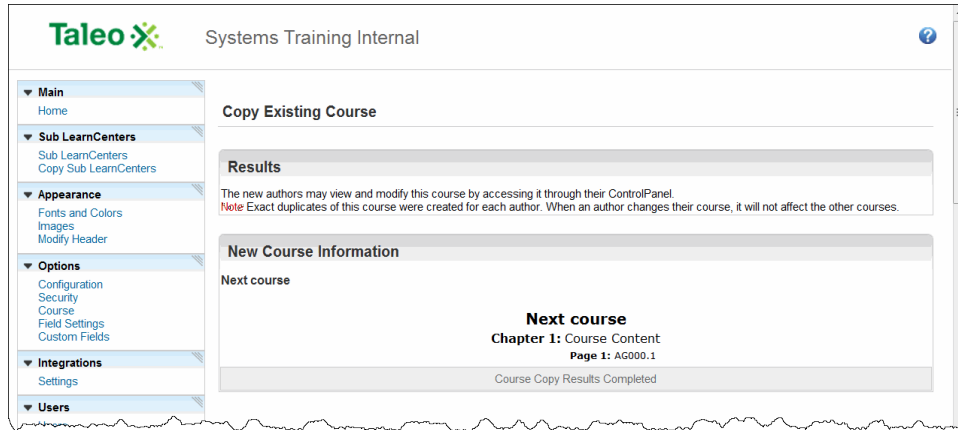 Taleo
Systems Training Internal
Main
Home
Sub LearnCenters
Sub LearnCenters
Copy Sub LearnCenters
Appearance
Fonts and Colors
Images
Modify Header
Options
Configuration
Security
Course
Field Settings
Custom Fields
Integrations
Settings
Users
Copy Existing Course
Results
The new authors may view and modify this course by accessing it through their ControlPanel.
Note Exact duplicates of this course were created for each author. When an author changes their course, it will not affect the other courses.
New Course Information
Next course
Next course
Chapter 1: Course Content
Page 1: AG000.1
Course Copy Results Completed